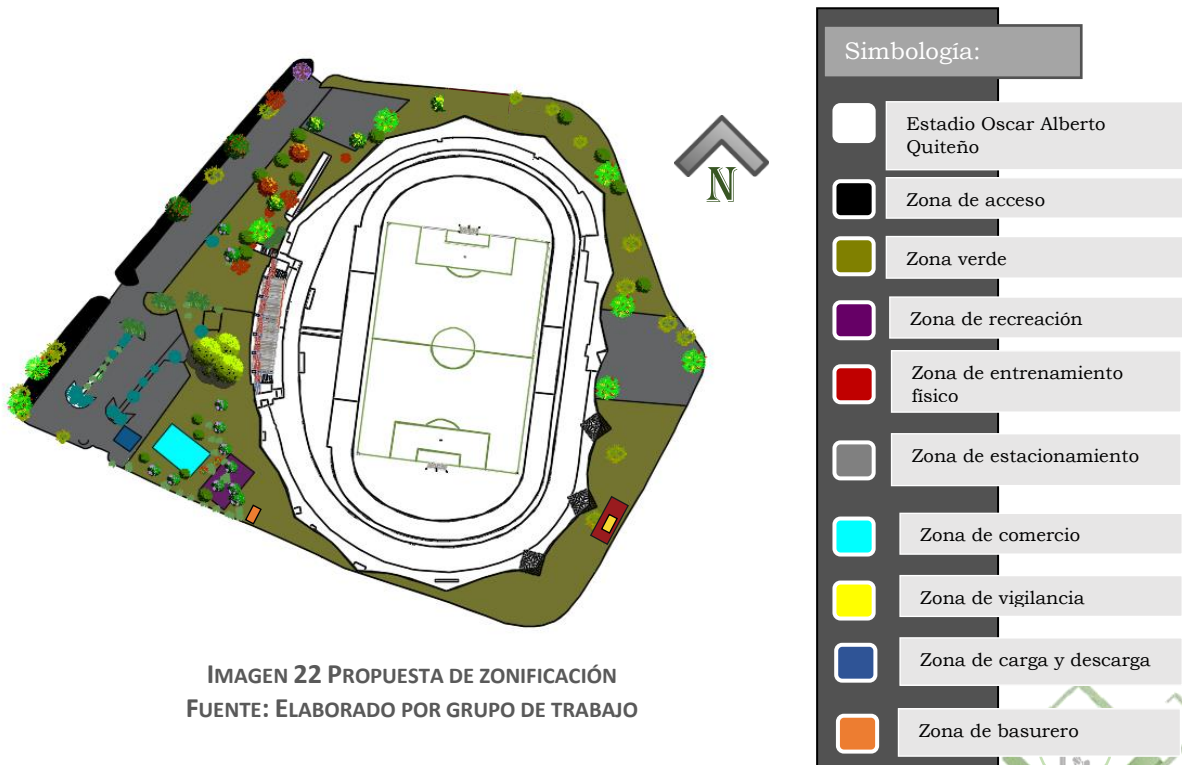 N
IMAGEN 22 PROPUESTA DE ZONIFICACIÓN
FUENTE: ELABORADO POR GRUPO DE TRABAJO
Simbología:
Estadio Oscar Alberto
Quiteño
Zona de acceso
Zona verde
Zona de recreación
Zona de entrenamiento
físico
Zona de estacionamiento
Zona de comercio
Zona de vigilancia
Zona de carga y descarga
Zona de basurero